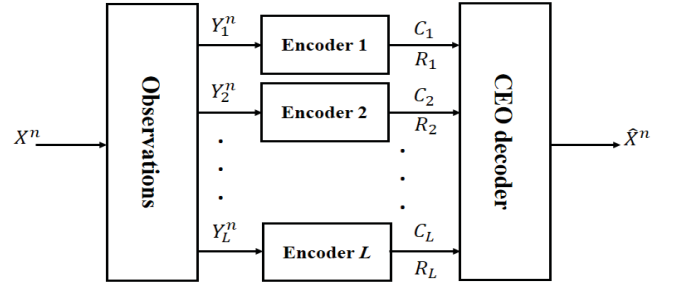 X^n
Observations
Y_1^n
Encoder 1
C_1
R_1
Y_2^n
Encoder 2
C_2
R_2
Y_L^n
Encoder L
C_L
R_L
CEO decoder
X̂^n